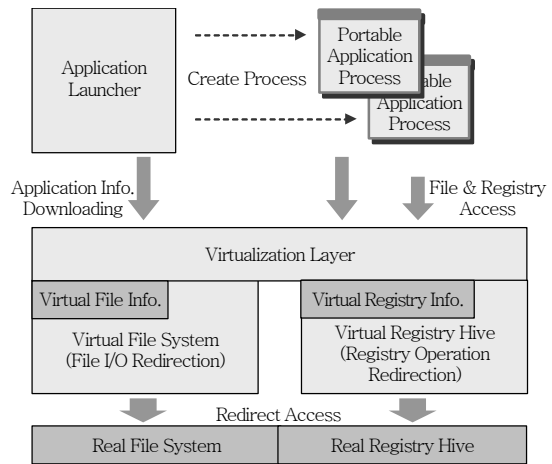 Application
Launcher
Create Process
Portable
Application
Process
Application
Process
Application Info.
Downloading
File & Registry
Access
Virtualization Layer
Virtual File Info.
Virtual Registry Info.
Virtual File System
(File I/O Redirection)
Virtual Registry Hive
(Registry Operation
Redirection)
Redirect Access
Real File System
Real Registry Hive